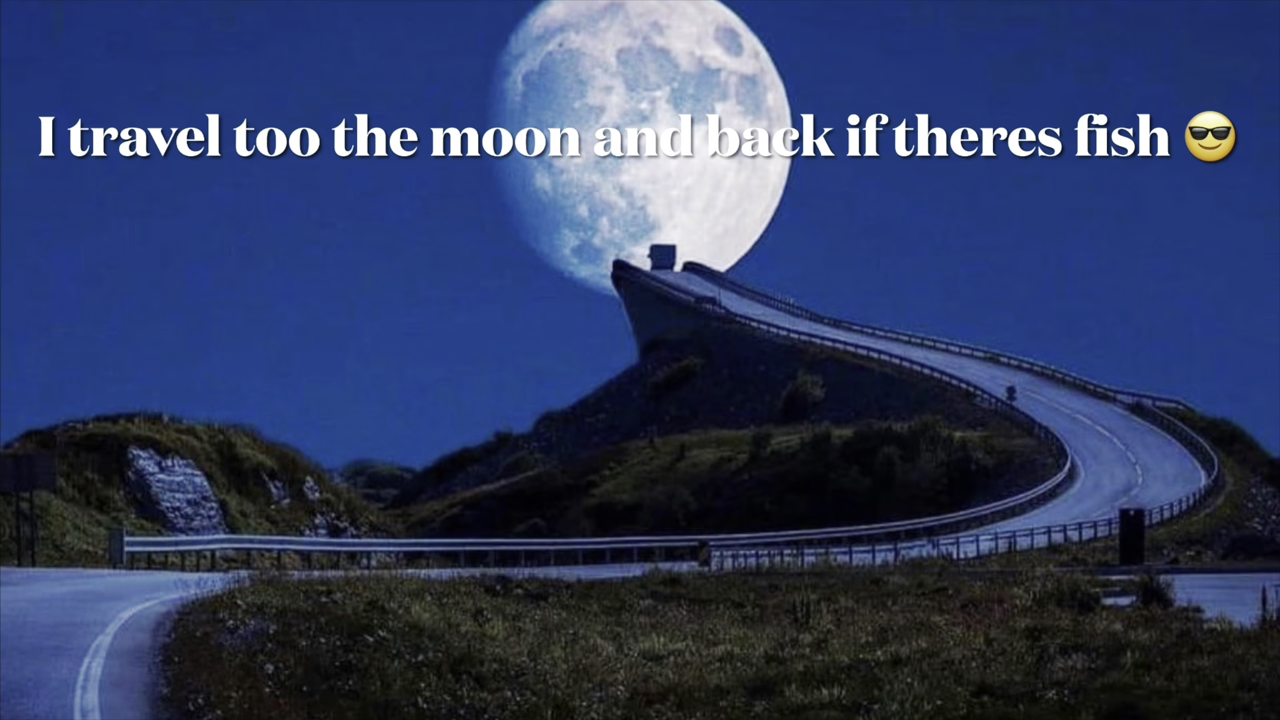 I travel too the moon and back if theres fish 😎